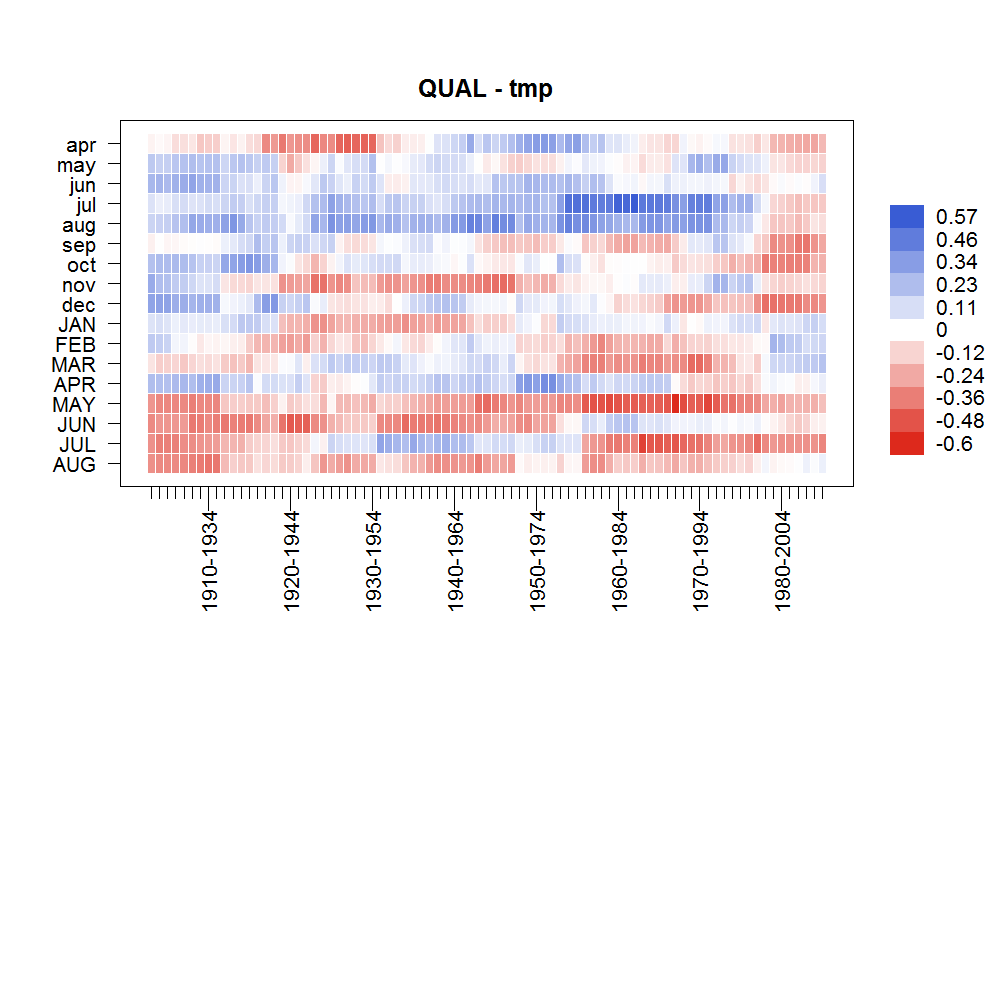 QUAL - tmp
apr
may
jun
jul
aug
sep
oct
nov
dec
JAN
FEB
MAR
APR
MAY
JUN
JUL
AUG
1910-1934
1920-1944
1930-1954
1940-1964
1950-1974
1960-1984
1970-1994
1980-2004
0.57
0.46
0.34
0.23
0.11
0
-0.12
-0.24
-0.36
-0.48
-0.6